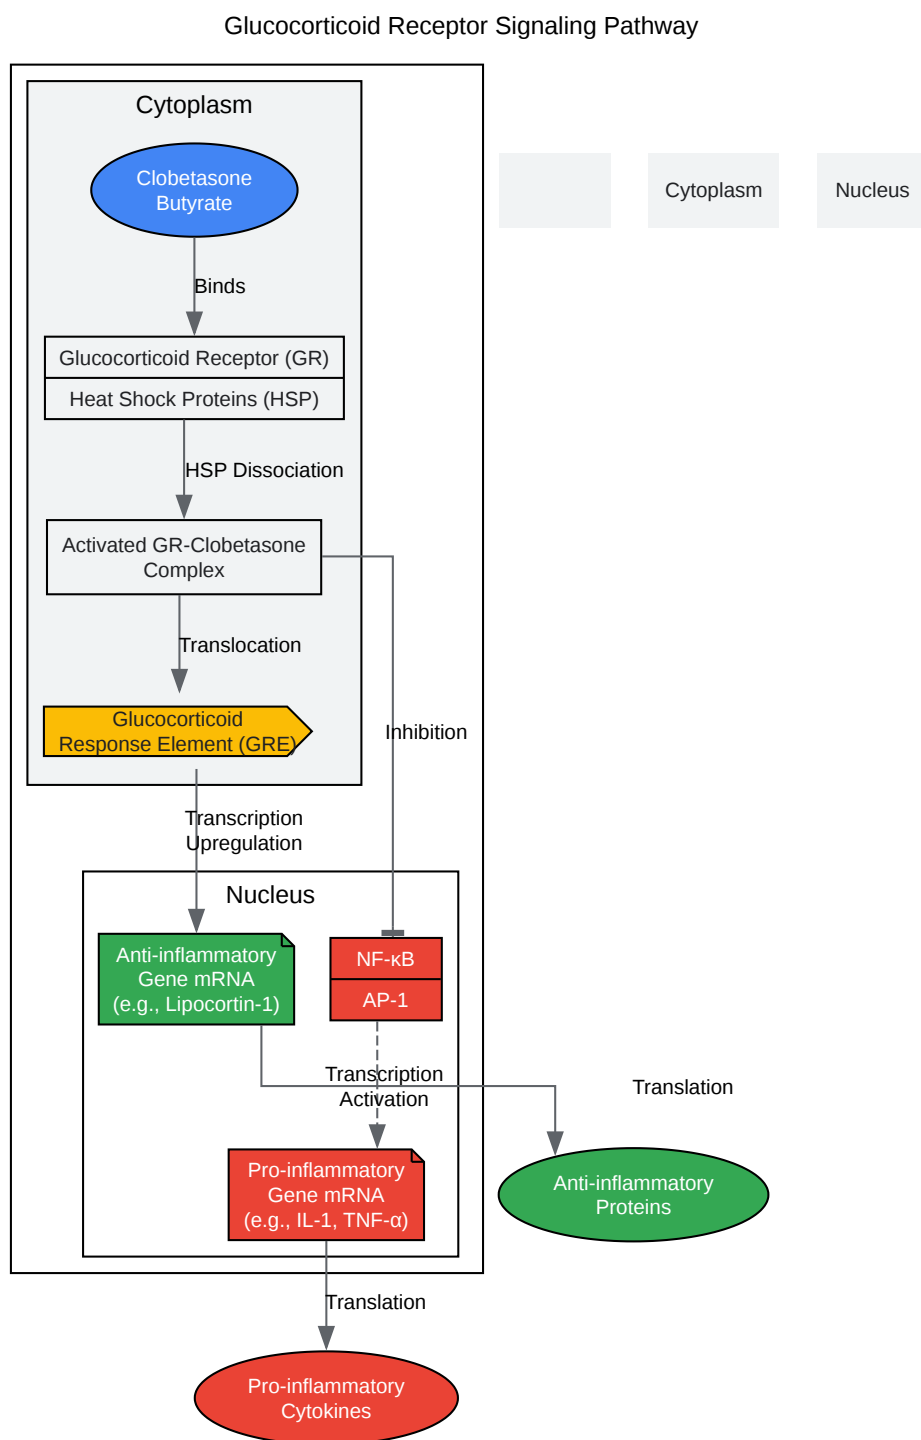 Glucocorticoid Receptor Signaling Pathway
Cytoplasm
Clobetasone
Butyrate
Cytoplasm
Nucleus
Binds
Glucocorticoid Receptor (GR)
Heat Shock Proteins (HSP)
HSP Dissociation
Activated GR-Clobetasone
Complex
Translocation
Glucocorticoid
Response Element (GRE)
Inhibition
Transcription
Upregulation
Nucleus
Anti-inflammatory
Gene mRNA
(e.g., Lipocortin-1)
NF-κB
AP-1
Transcription
Activation
Translation
Pro-inflammatory
Gene mRNA
(e.g., IL-1, TNF-α)
Anti-inflammatory
Proteins
Translation
Pro-inflammatory
Cytokines